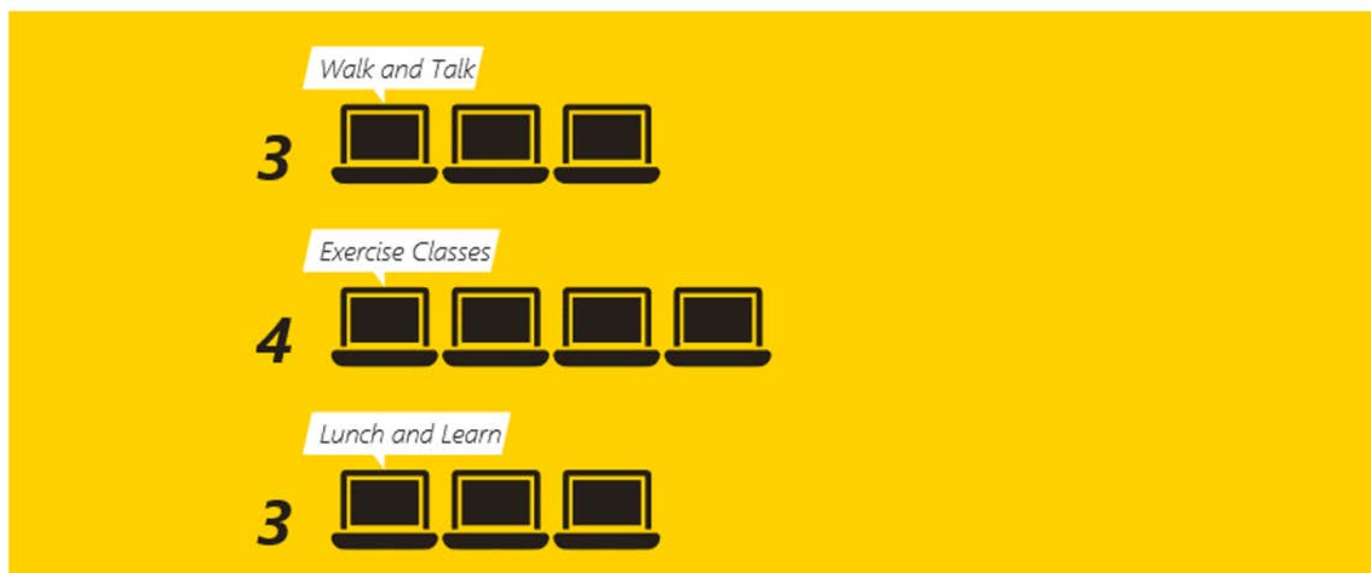 Walk and Talk
3
Exercise Classes
4
Lunch and Learn
3